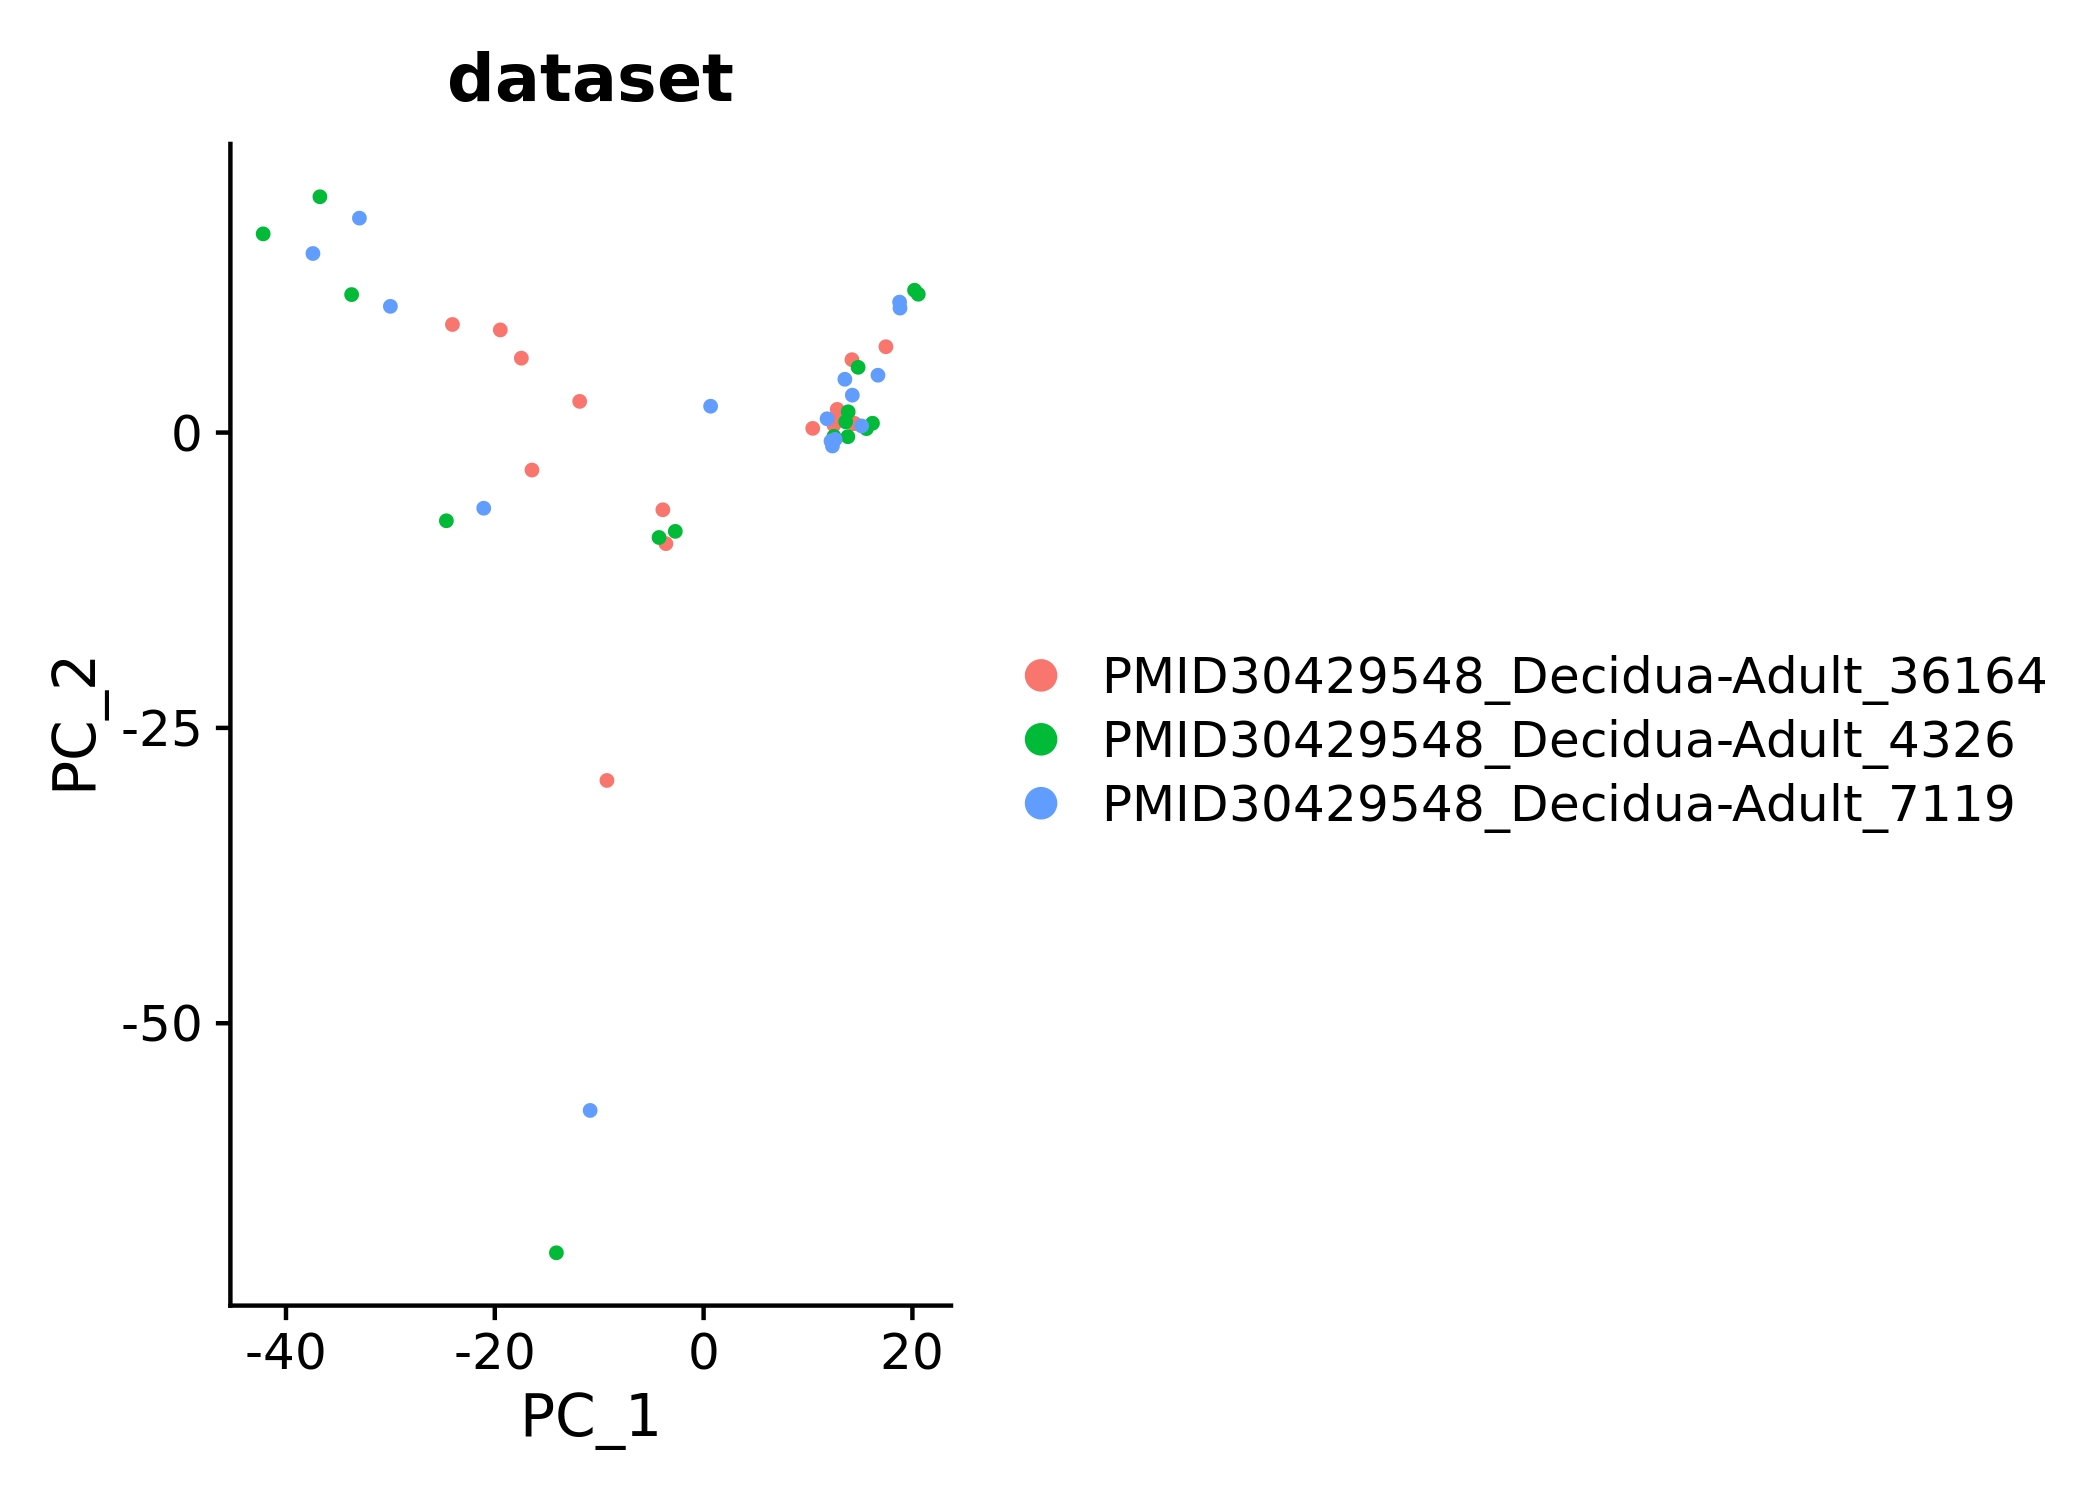 dataset
0
-25
-50
PC_2
-40 -20 0 20
PC_1
PMID30429548_Decidua-Adult_36164
PMID30429548_Decidua-Adult_4326
PMID30429548_Decidua-Adult_7119